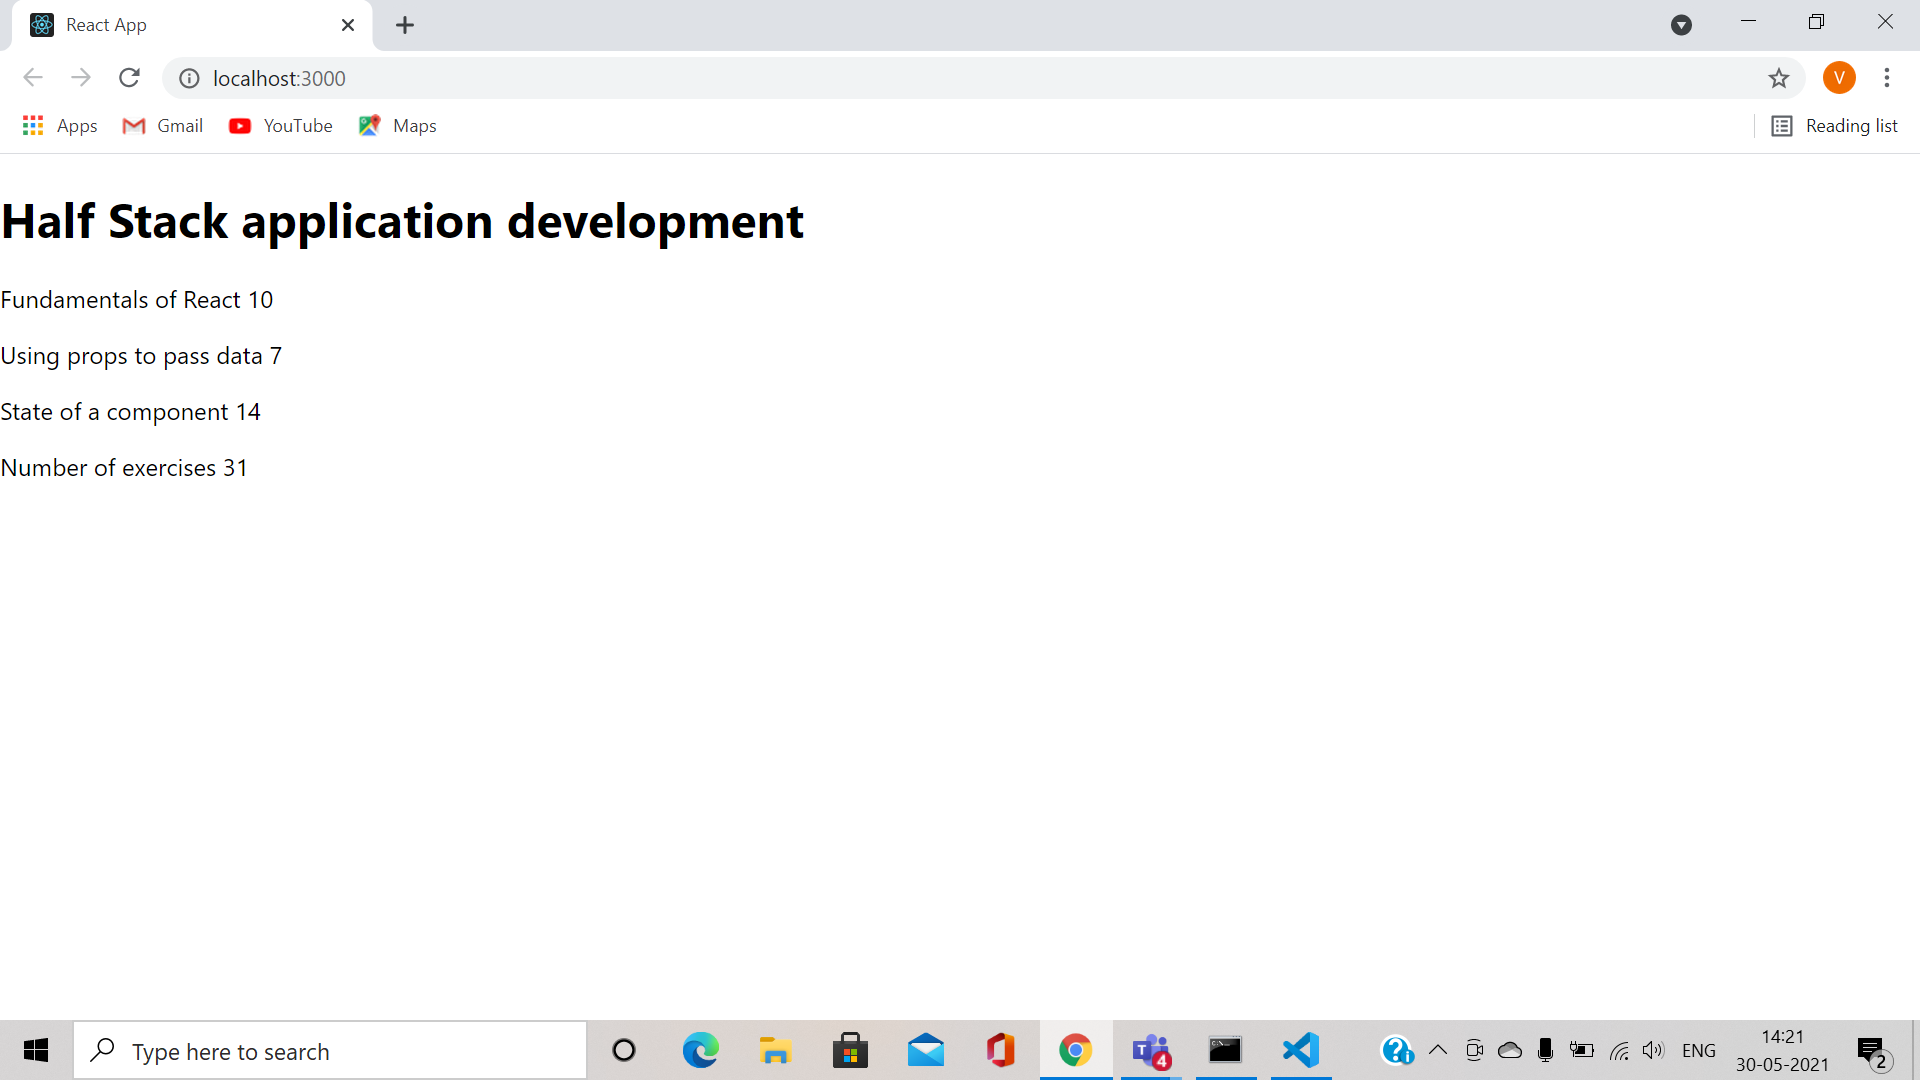 React App
localhost:3000
V
Apps Gmail YouTube Maps Reading list
Half Stack application development
Fundamentals of React 10
Using props to pass data 7
State of a component 14
Number of exercises 31
Type here to search
T 4
ENG
14:21
30-05-2021
2